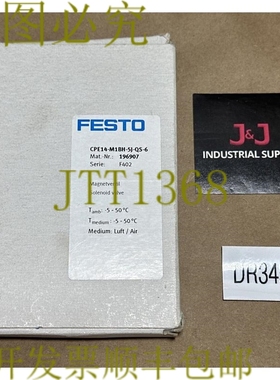 图必究
FESTO
CPE14-M1BH-5J-QS-6
Mat.-Nr.: 196907
Serie: F402
Magnetventil
solenoid valve
Tamb: -5 - 50 °C
Tmedium: -5 - 50 °C
Medium: Luft / Air
J&J
INDUSTRIAL SUP
DR34
JTT1368
开发票顺丰包邮